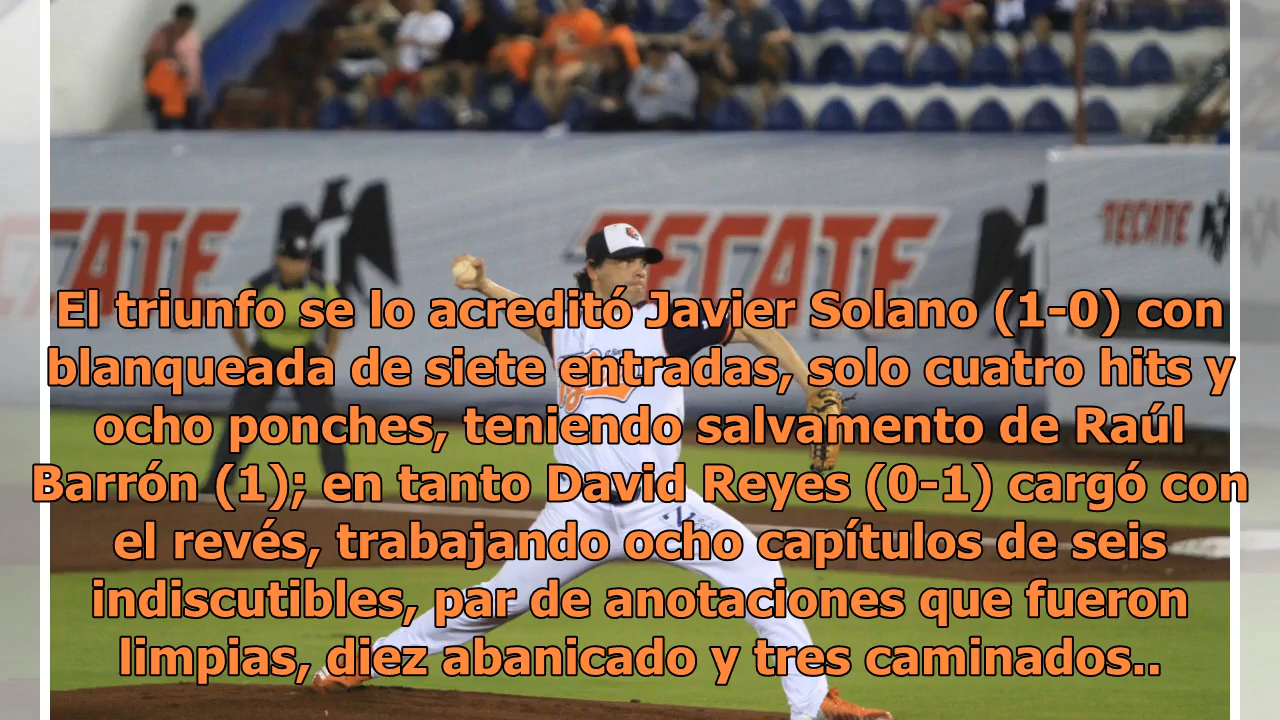 TECATE
TECATE
TECATE
El triunfo se lo acreditó Javier Solano (1-0) con
blanqueada de siete entradas, solo cuatro hits y
ocho ponches, teniendo salvamento de Raúl
Barrón (1); en tanto David Reyes (0-1) cargó con
el revés, trabajando ocho capítulos de seis
indiscutibles, par de anotaciones que fueron
limpias, diez abanicado y tres caminados..